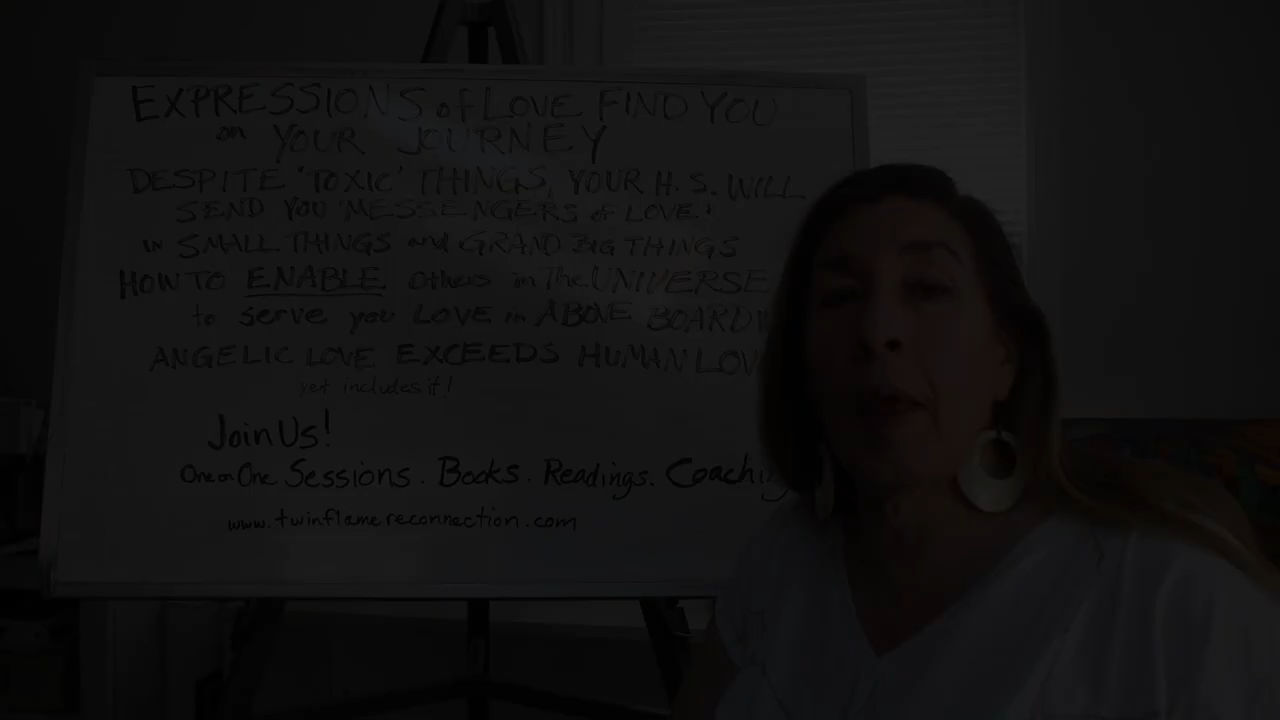 EXPRESSIONS of LOVE FIND YOU
on YOUR JOURNEY
DESPITE 'TOXIC' THINGS, YOUR H. S. WILL
SEND YOU 'MESSENGERS of LOVE.'
in SMALL THINGS and GRAND BIG THINGS
HOW TO ENABLE others in The UNIVERSE
to serve you LOVE in ABOVE BOARD
ANGELIC LOVE EXCEEDS HUMAN LOV
yet includes it!
Join Us!
One on One Sessions. Books. Readings. Coaching
www.twinflamereconnection.com